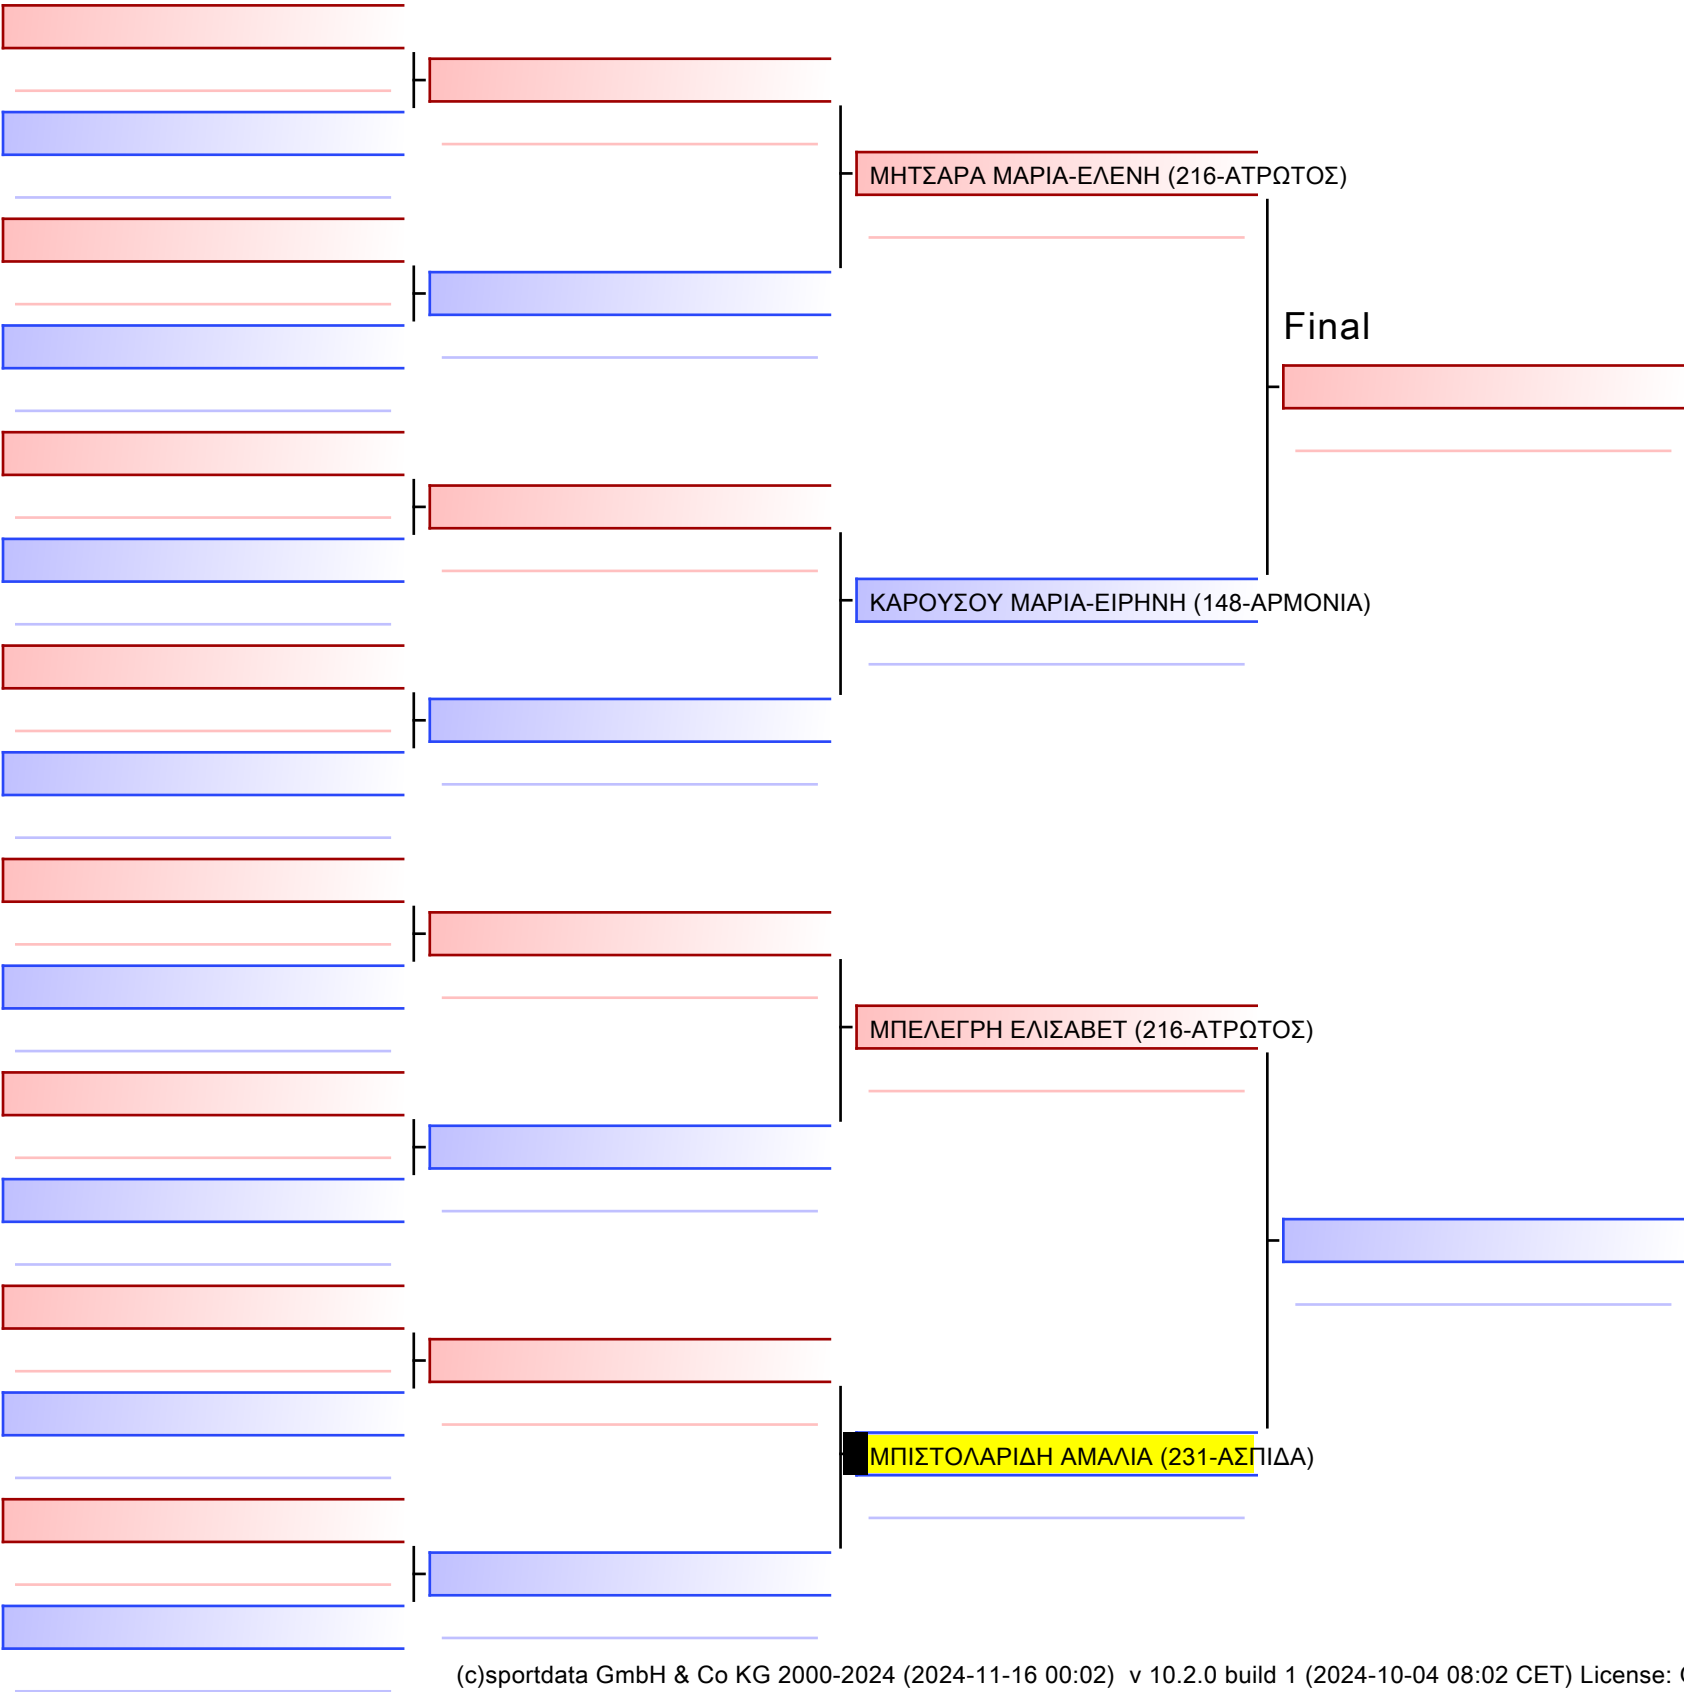 ΜΗΤΣΑΡΑ ΜΑΡΙΑ-ΕΛΕΝΗ (216-ΑΤΡΩΤΟΣ)
Final
ΚΑΡΟΥΣΟΥ ΜΑΡΙΑ-ΕΙΡΗΝΗ (148-ΑΡΜΟΝΙΑ)
ΜΠΕΛΕΓΡΗ ΕΛΙΣΑΒΕΤ (216-ΑΤΡΩΤΟΣ)
ΜΠΙΣΤΟΛΑΡΙΔΗ ΑΜΑΛΙΑ (231-ΑΣΠΙΔΑ)
(c)sportdata GmbH & Co KG 2000-2024 (2024-11-16 00:02) v 10.2.0 build 1 (2024-10-04 08:02 CET) License: